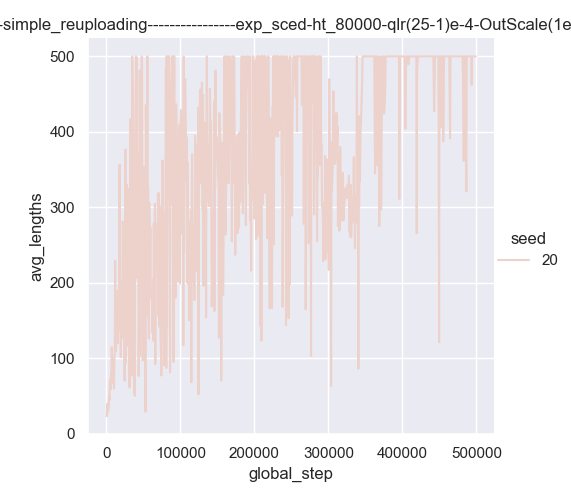 -simple_reuploading----------------exp_sced-ht_80000-qlr(25-1)e-4-OutScale(1e
500
400
300
200
100
0
avg_lengths
seed
20
0 100000 200000 300000 400000 500000
global_step